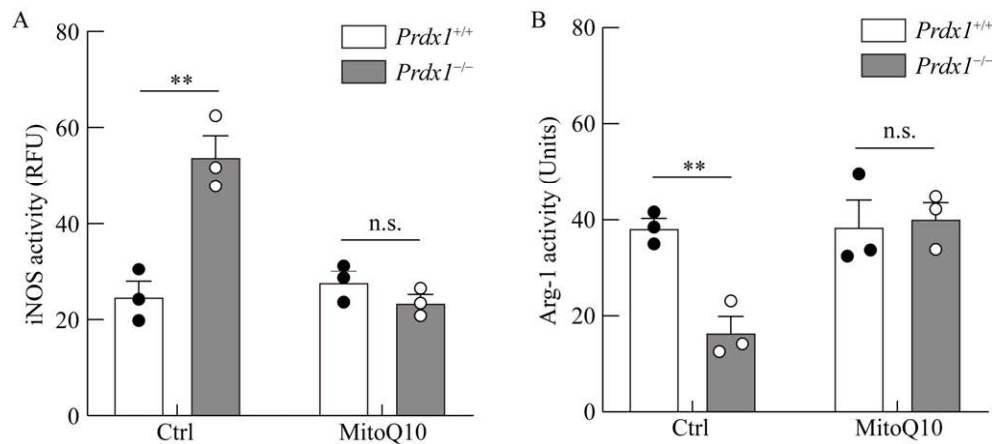 A
80
60
40
20
0
iNOS activity (RFU)
Prdx1+/+
Prdx1−/−
**
n.s.
Ctrl
MitoQ10
B
80
60
40
20
0
Arg-1 activity (Units)
Prdx1+/+
Prdx1−/−
**
n.s.
Ctrl
MitoQ10